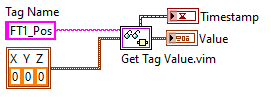 Tag Name
FT1_Pos
Timestamp
Value
X Y Z
0 0 0
Get Tag Value.vim